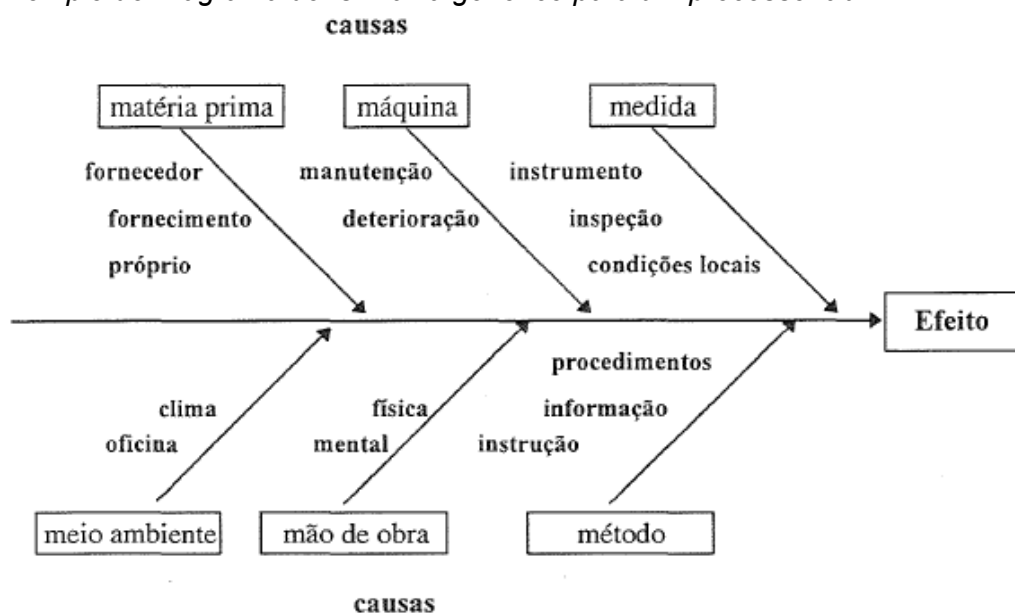 causas
matéria prima
máquina
medida
fornecedor
manutenção
instrumento
fornecimento
deterioração
inspeção
próprio
condições locais
Efeito
procedimentos
clima
física
informação
oficina
mental
instrução
meio ambiente
mão de obra
método
causas